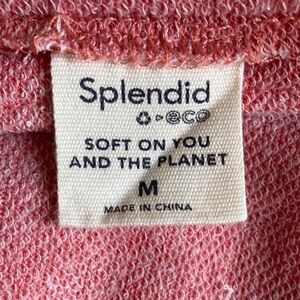 Splendid
♲ ▷ eco
SOFT ON YOU
AND THE PLANET
M
MADE IN CHINA